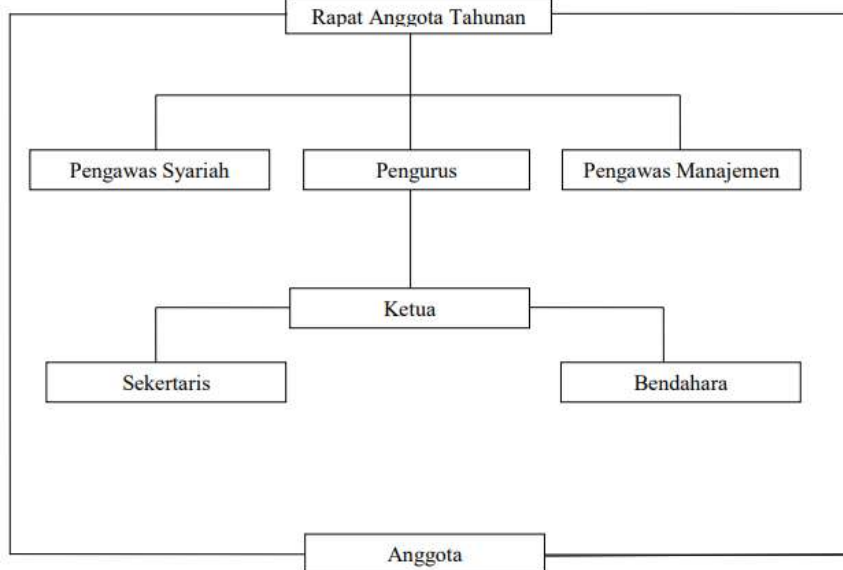 Rapat Anggota Tahunan
Pengawas Syariah
Pengurus
Pengawas Manajemen
Ketua
Sekertaris
Bendahara
Anggota